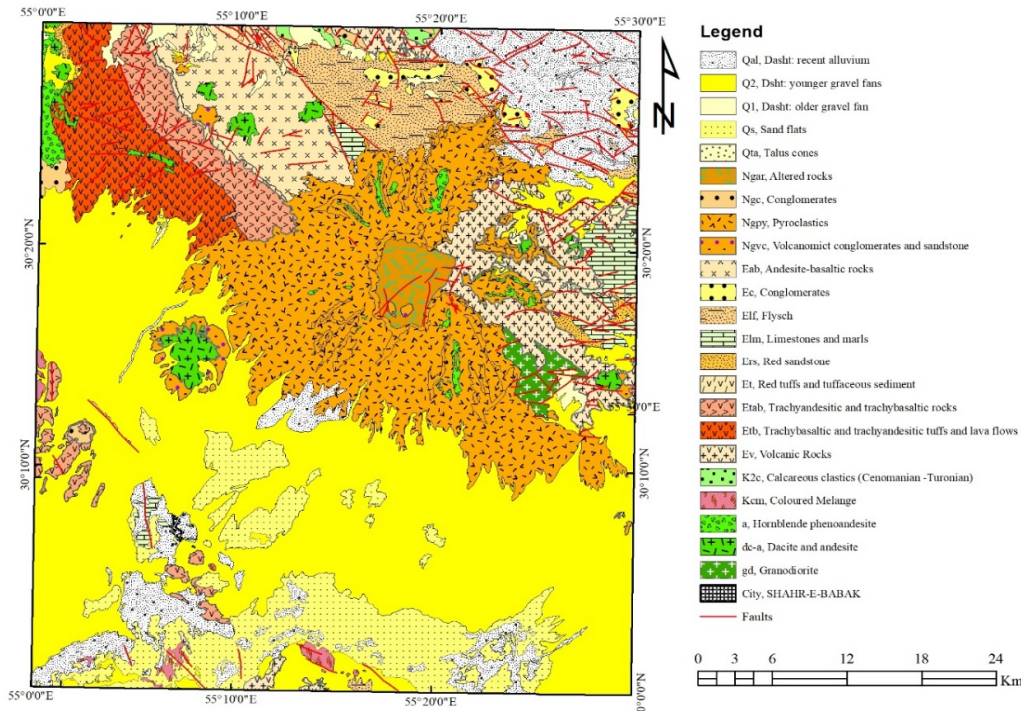 55°0'0"E
55°10'0"E
55°20'0"E
55°30'0"E
30°20'0"N
30°20'0"N
30°10'0"N
30°10'0"N
55°0'0"E
55°10'0"E
55°20'0"E
N
Legend
Qal, Dasht: recent alluvium
Q2, Dsht: younger gravel fans
Q1, Dasht: older gravel fan
Qs, Sand flats
Qta, Talus cones
Ngar, Altered rocks
Ngc, Conglomerates
Ngpy, Pyroclastics
Ngvc, Volcanomict conglomerates and sandstone
Eab, Andesite-basaltic rocks
Ec, Conglomerates
Elf, Flysch
Elm, Limestones and marls
Ers, Red sandstone
Et, Red tuffs and tuffaceous sediment
Etab, Trachyandesitic and trachybasaltic rocks
Etb, Trachybasaltic and trachyandesitic tuffs and lava flows
Ev, Volcanic Rocks
K2c, Calcareous clastics (Cenomanian -Turonian)
Kcm, Coloured Melange
a, Hornblende phenoandesite
dc-a, Dacite and andesite
gd, Granodiorite
City, SHAHR-E-BABAK
Faults
0 3 6 12 18 24
Km